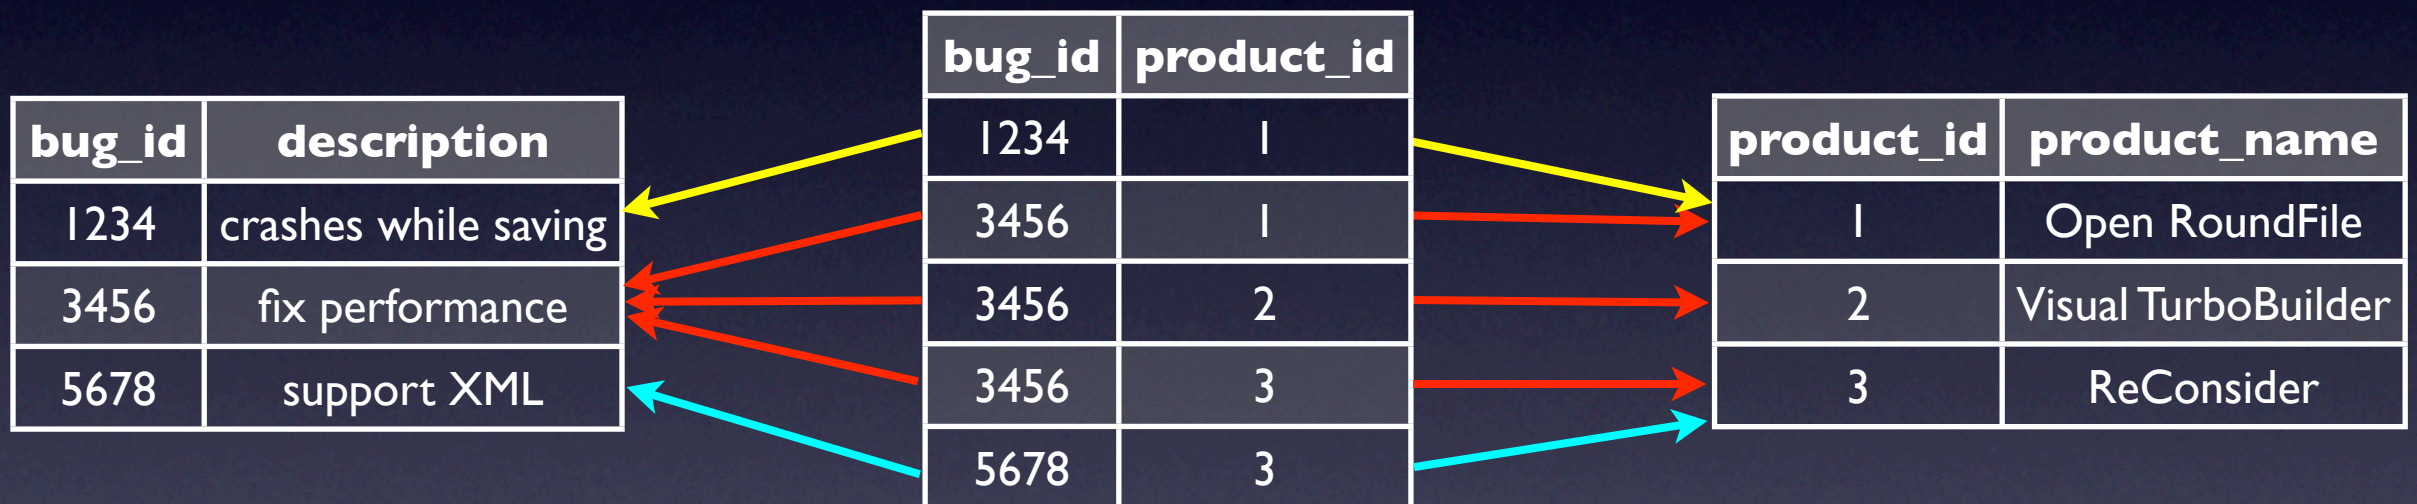 bug_id description
1234 crashes while saving
3456 fix performance
5678 support XML
bug_id product_id
1234 1
3456 1
3456 2
3456 3
5678 3
product_id product_name
1 Open RoundFile
2 Visual TurboBuilder
3 ReConsider